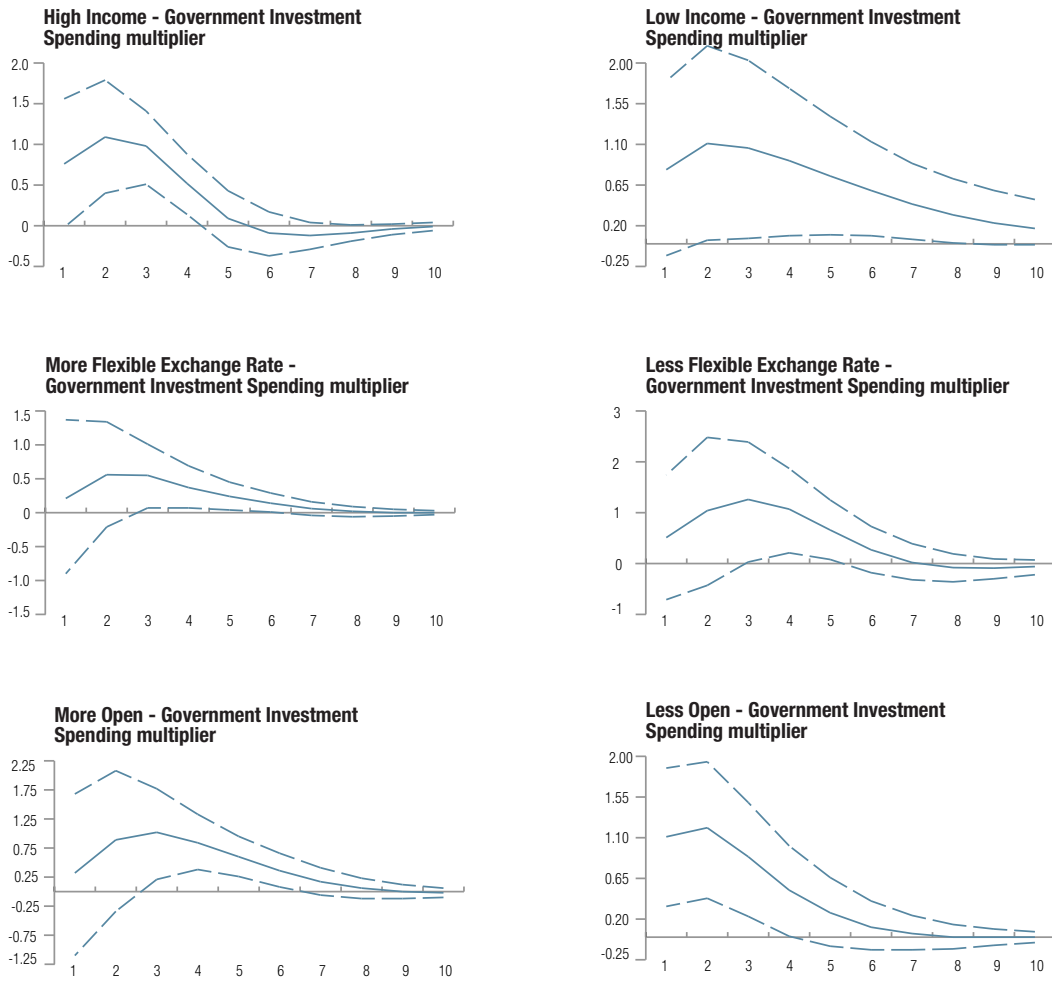 High Income - Government Investment
Spending multiplier
2.0
1.5
1.0
0.5
0
-0.5
1 2 3 4 5 6 7 8 9 10
Low Income - Government Investment
Spending multiplier
2.00
1.55
1.10
0.65
0.20
-0.25
1 2 3 4 5 6 7 8 9 10
More Flexible Exchange Rate -
Government Investment Spending multiplier
1.5
1.0
0.5
0
-0.5
-1.0
-1.5
1 2 3 4 5 6 7 8 9 10
Less Flexible Exchange Rate -
Government Investment Spending multiplier
3
2
1
0
-1
1 2 3 4 5 6 7 8 9 10
More Open - Government Investment
Spending multiplier
2.25
1.75
1.25
0.75
0.25
-0.25
-0.75
-1.25
1 2 3 4 5 6 7 8 9 10
Less Open - Government Investment
Spending multiplier
2.00
1.55
1.10
0.65
0.20
-0.25
1 2 3 4 5 6 7 8 9 10